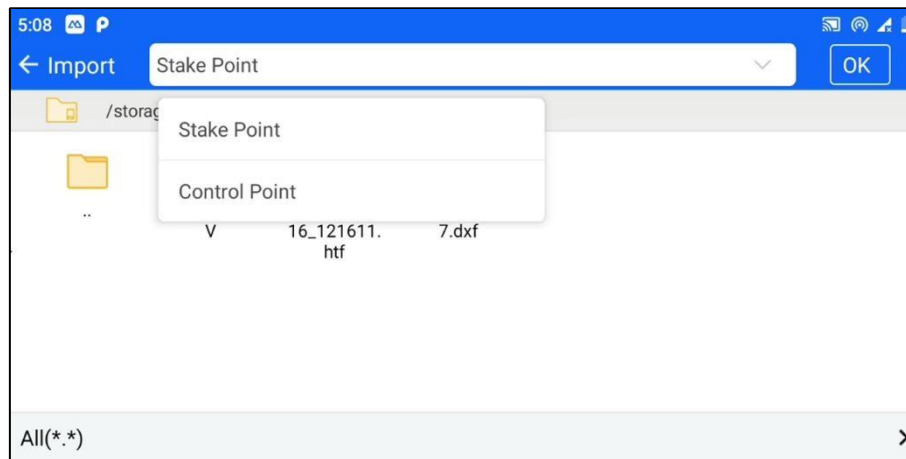 5:08
Import
Stake Point
OK
/storag
Stake Point
Control Point
..
V
16_121611.
htf
7.dxf
All(*.*)